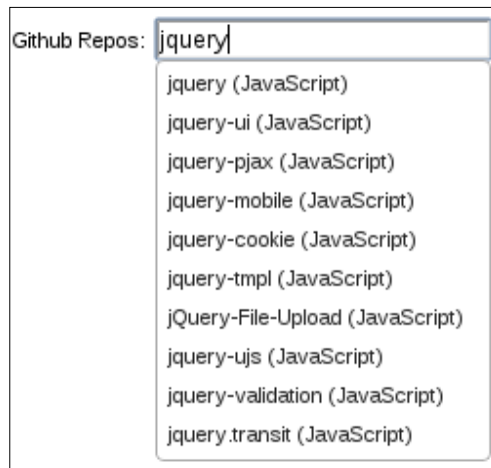 Github Repos: jquery
jquery (JavaScript)
jquery-ui (JavaScript)
jquery-pjax (JavaScript)
jquery-mobile (JavaScript)
jquery-cookie (JavaScript)
jquery-tmpl (JavaScript)
jQuery-File-Upload (JavaScript)
jquery-ujs (JavaScript)
jquery-validation (JavaScript)
jquery.transit (JavaScript)